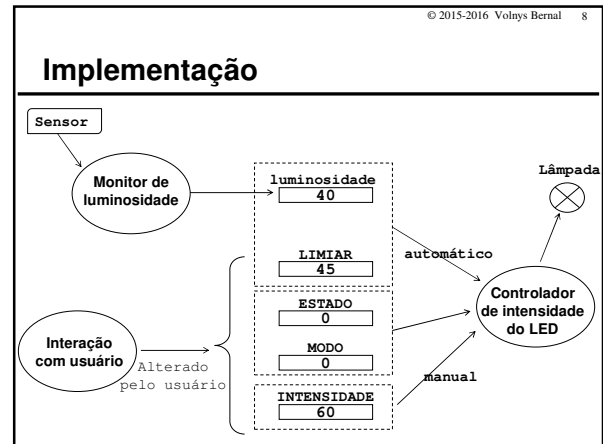 © 2015-2016 Volnys Bernal 8
Implementação
Sensor
Monitor de
luminosidade
luminosidade
40
LIMIAR
45
ESTADO
0
MODO
0
INTENSIDADE
60
Interação
com usuário
Alterado
pelo usuário
automático
manual
Lâmpada
Controlador
de intensidade
do LED